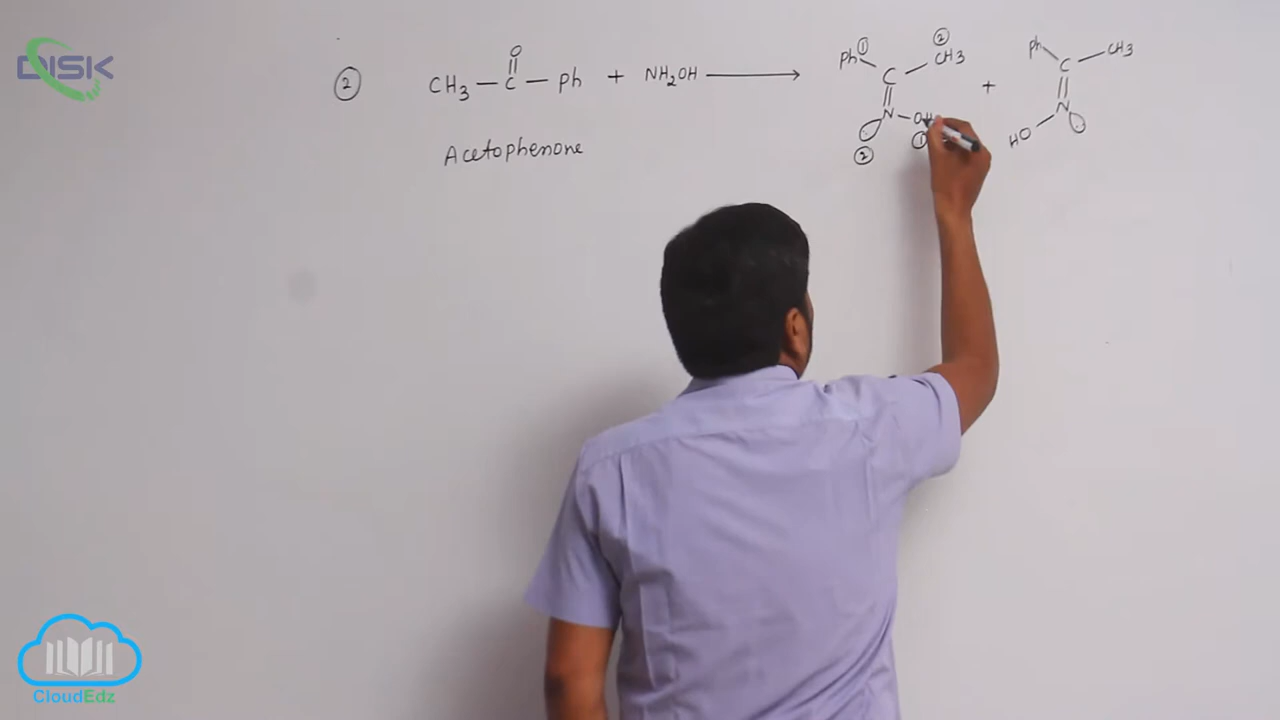 DISK
② CH3 — C — Ph + NH2OH ⟶
O
Acetophenone
Ph ① CH3 ②
C
N — OH
② ①
+
Ph CH3
C
N
HO
CloudEdz